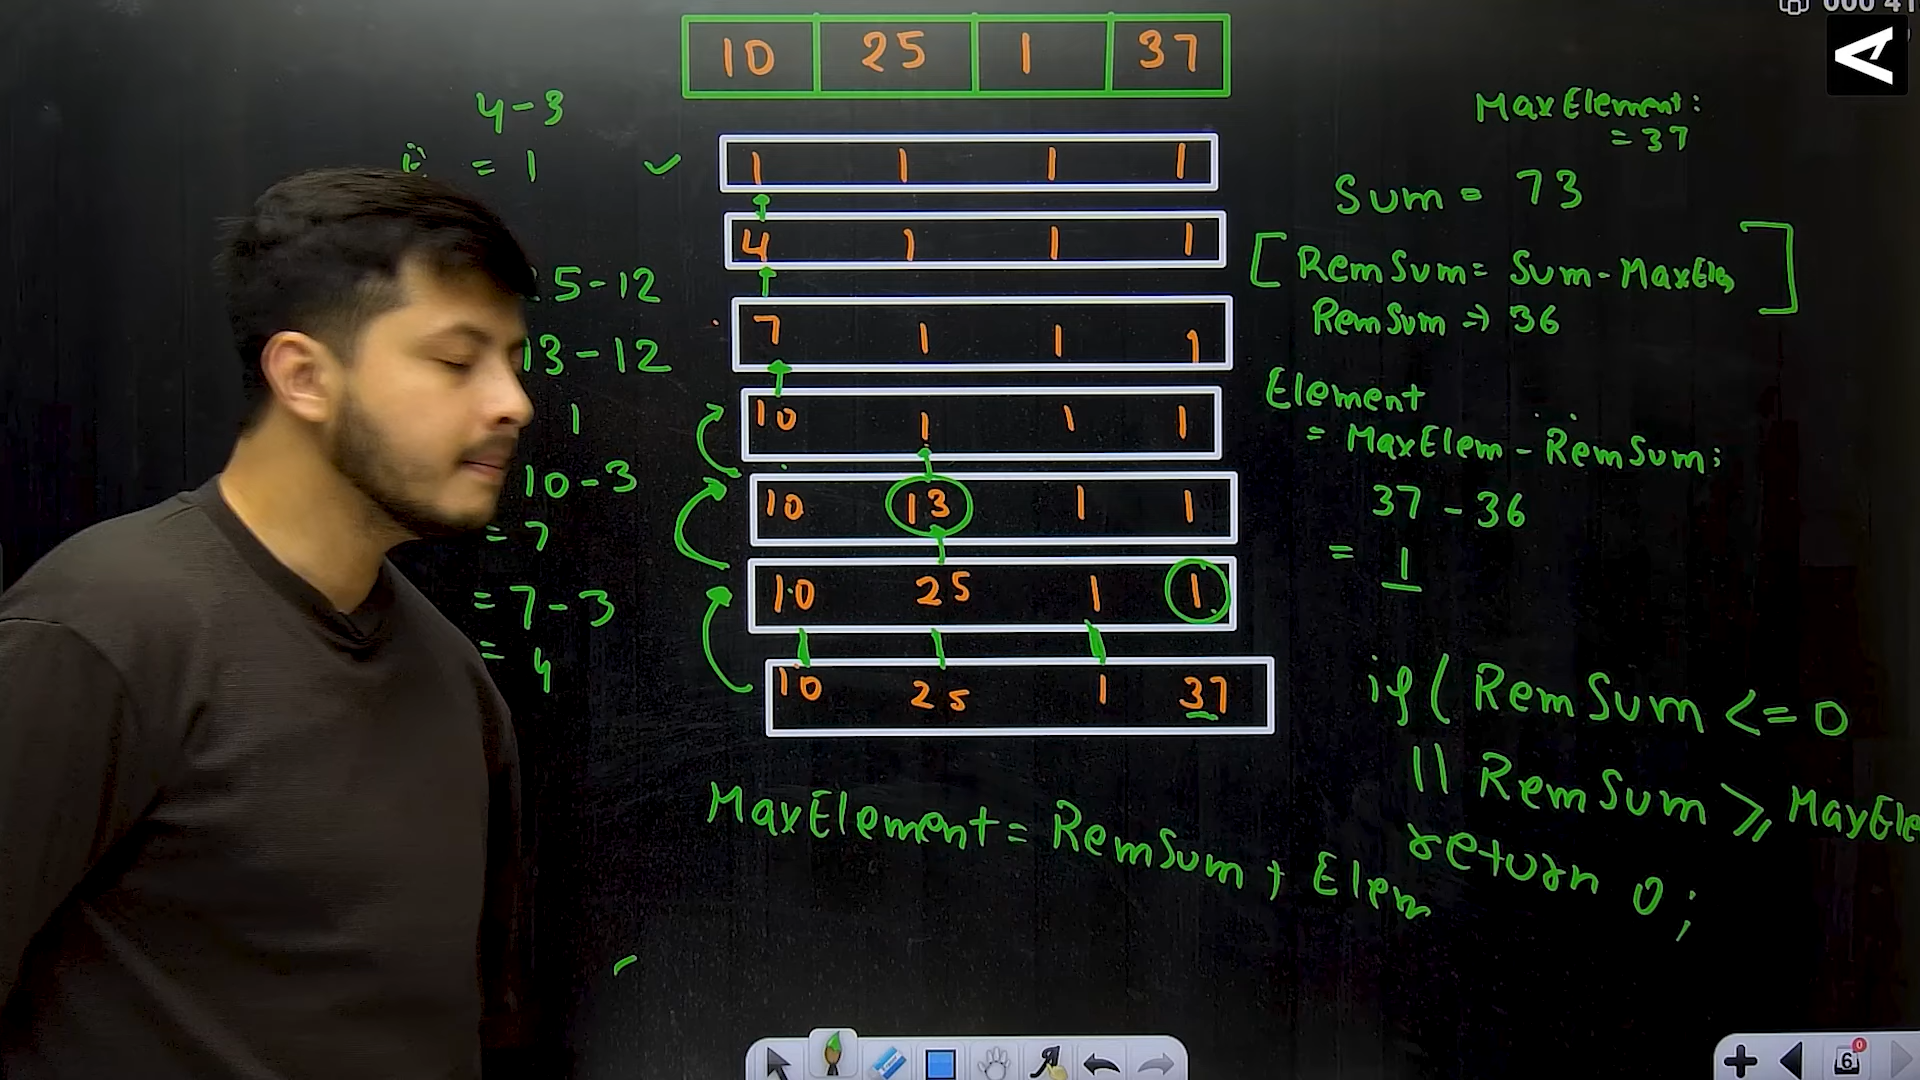 10 25 1 37
4-3
= 1
1 1 1 1
4 1 1 1
5-12
7 1 1 1
13-12
10 1 1 1
1
10-3
10 13 1 1
= 7
10 25 1 1
= 7-3
= 4
10 25 1 37
MaxElement = RemSum + Elem
MaxElement:
= 37
Sum = 73
[RemSum = Sum - MaxEle]
RemSum => 36
Element
= MaxElem - RemSum;
37 - 36
= 1
if (RemSum <= 0
|| RemSum >= MaxEle
return 0;
6
0